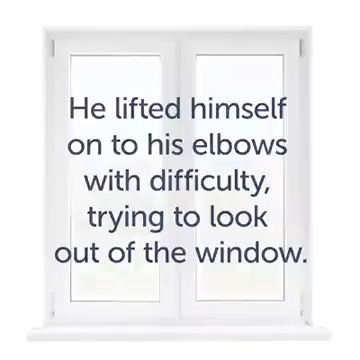 He lifted himself
on to his elbows
with difficulty,
trying to look
out of the window.